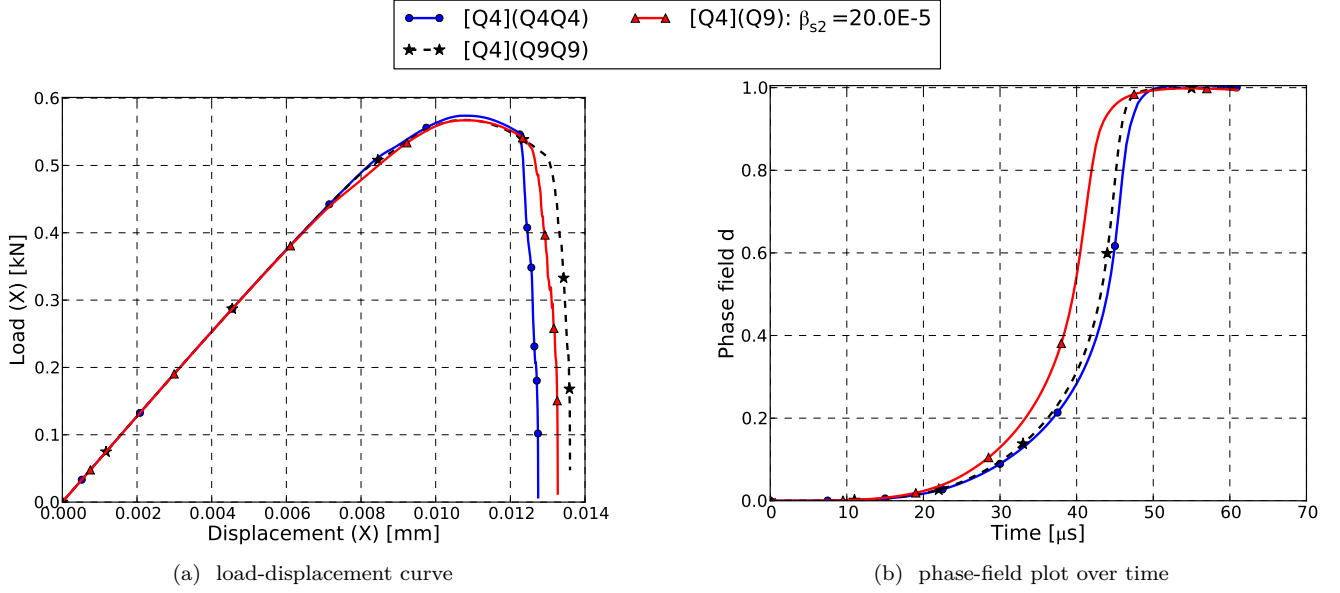 [Q4](Q4Q4)
[Q4](Q9): βs2 =20.0E-5
[Q4](Q9Q9)
0.6
0.5
0.4
0.3
0.2
0.1
0.0
Load (X) [kN]
0.000 0.002 0.004 0.006 0.008 0.010 0.012 0.014
Displacement (X) [mm]
(a) load-displacement curve
1.0
0.8
0.6
0.4
0.2
0.0
Phase field d
0 10 20 30 40 50 60 70
Time [μs]
(b) phase-field plot over time